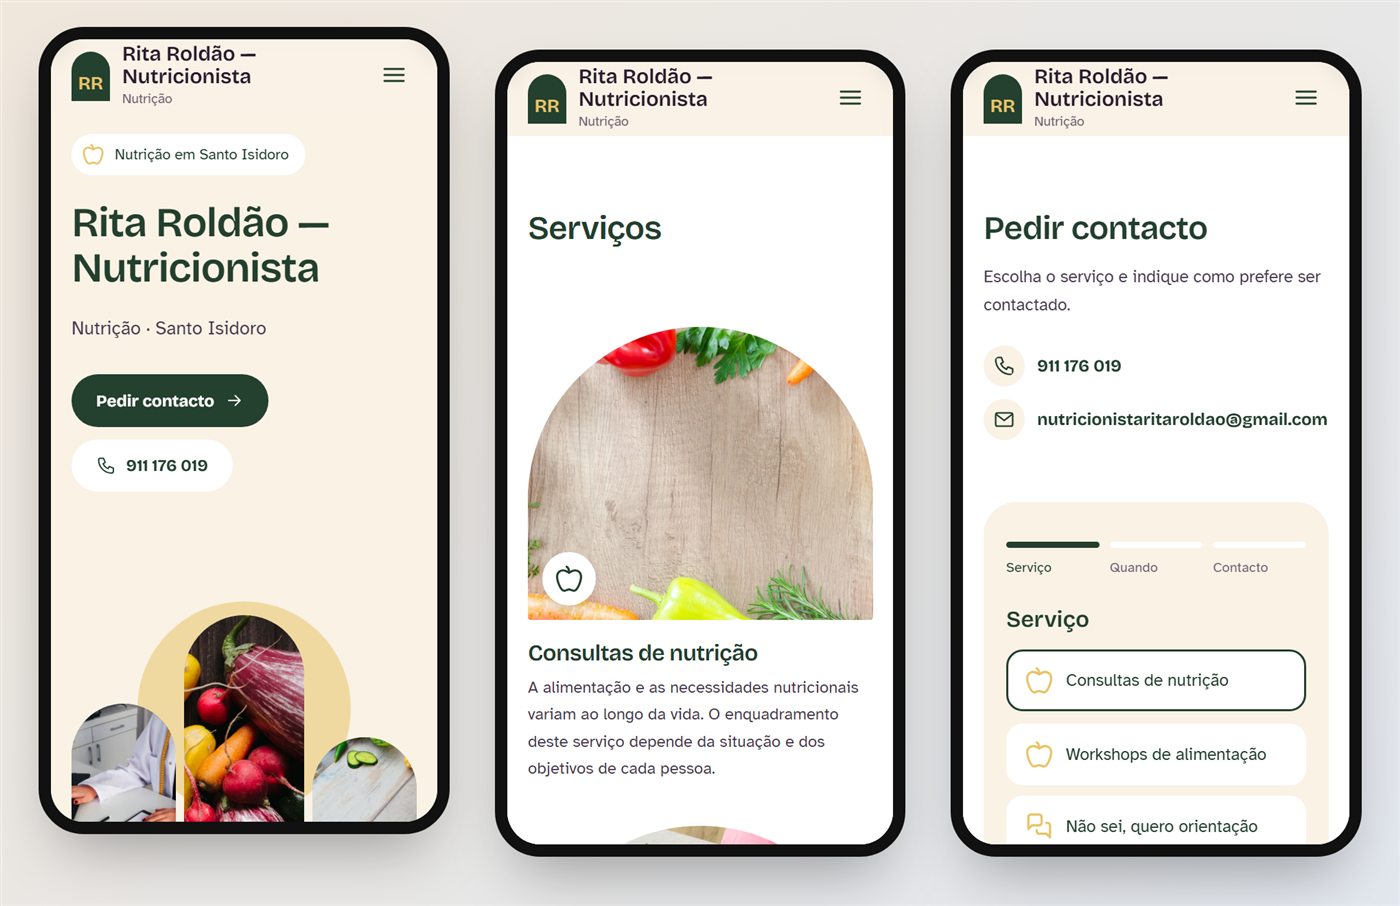 RR
Rita Roldão —
Nutricionista
Nutrição
Nutrição em Santo Isidoro
Rita Roldão —
Nutricionista
Nutrição · Santo Isidoro
Pedir contacto
911 176 019
RR
Rita Roldão —
Nutricionista
Nutrição
Serviços
Consultas de nutrição
A alimentação e as necessidades nutricionais
variam ao longo da vida. O enquadramento
deste serviço depende da situação e dos
objetivos de cada pessoa.
RR
Rita Roldão —
Nutricionista
Nutrição
Pedir contacto
Escolha o serviço e indique como prefere ser
contactado.
911 176 019
nutricionistaritaroldao@gmail.com
Serviço Quando Contacto
Serviço
Consultas de nutrição
Workshops de alimentação
Não sei, quero orientação